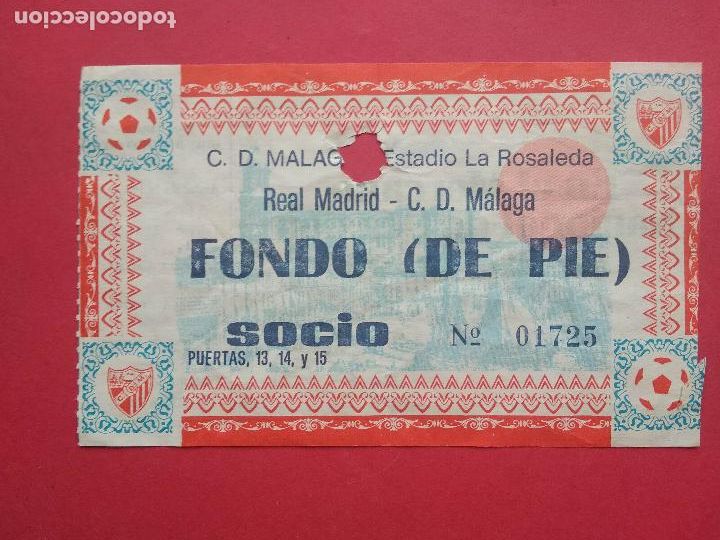 todocoleccion
C. D. MALAG Estadio La Rosaleda
Real Madrid - C. D. Málaga
FONDO (DE PIE)
socio Nº 01725
PUERTAS, 13, 14, y 15